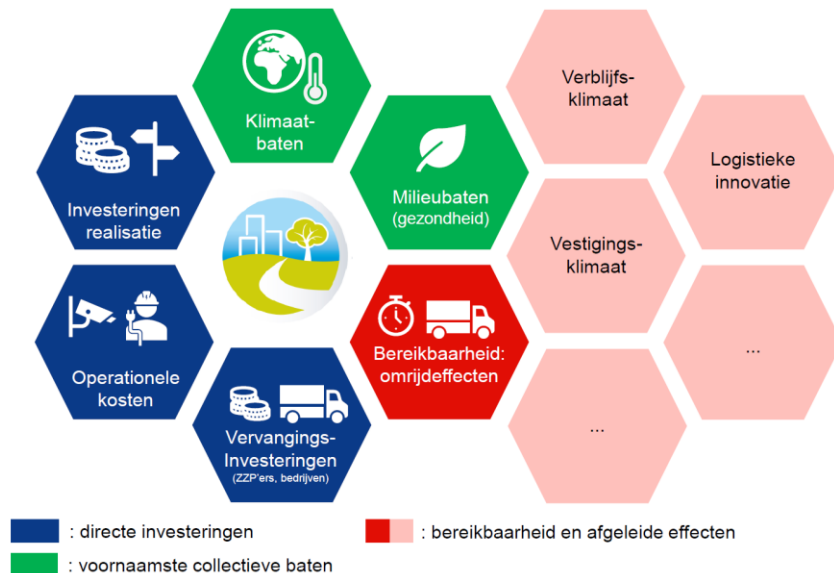 Klimaat-
baten
Verblijfs-
klimaat
Investeringen
realisatie
Milieubaten
(gezondheid)
Logistieke
innovatie
Vestigings-
klimaat
Operationele
kosten
Bereikbaarheid:
omrijdeffecten
...
Vervangings-
Investeringen
(ZZP'ers, bedrijven)
...
: directe investeringen
: bereikbaarheid en afgeleide effecten
: voornaamste collectieve baten